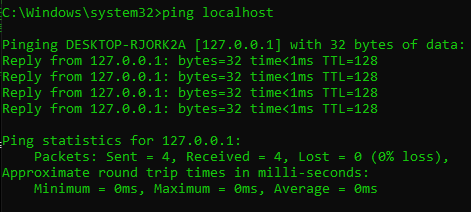 C:\Windows\system32>ping localhost
Pinging DESKTOP-RJORK2A [127.0.0.1] with 32 bytes of data:
Reply from 127.0.0.1: bytes=32 time<1ms TTL=128
Reply from 127.0.0.1: bytes=32 time<1ms TTL=128
Reply from 127.0.0.1: bytes=32 time<1ms TTL=128
Reply from 127.0.0.1: bytes=32 time<1ms TTL=128
Ping statistics for 127.0.0.1:
Packets: Sent = 4, Received = 4, Lost = 0 (0% loss),
Approximate round trip times in milli-seconds:
Minimum = 0ms, Maximum = 0ms, Average = 0ms